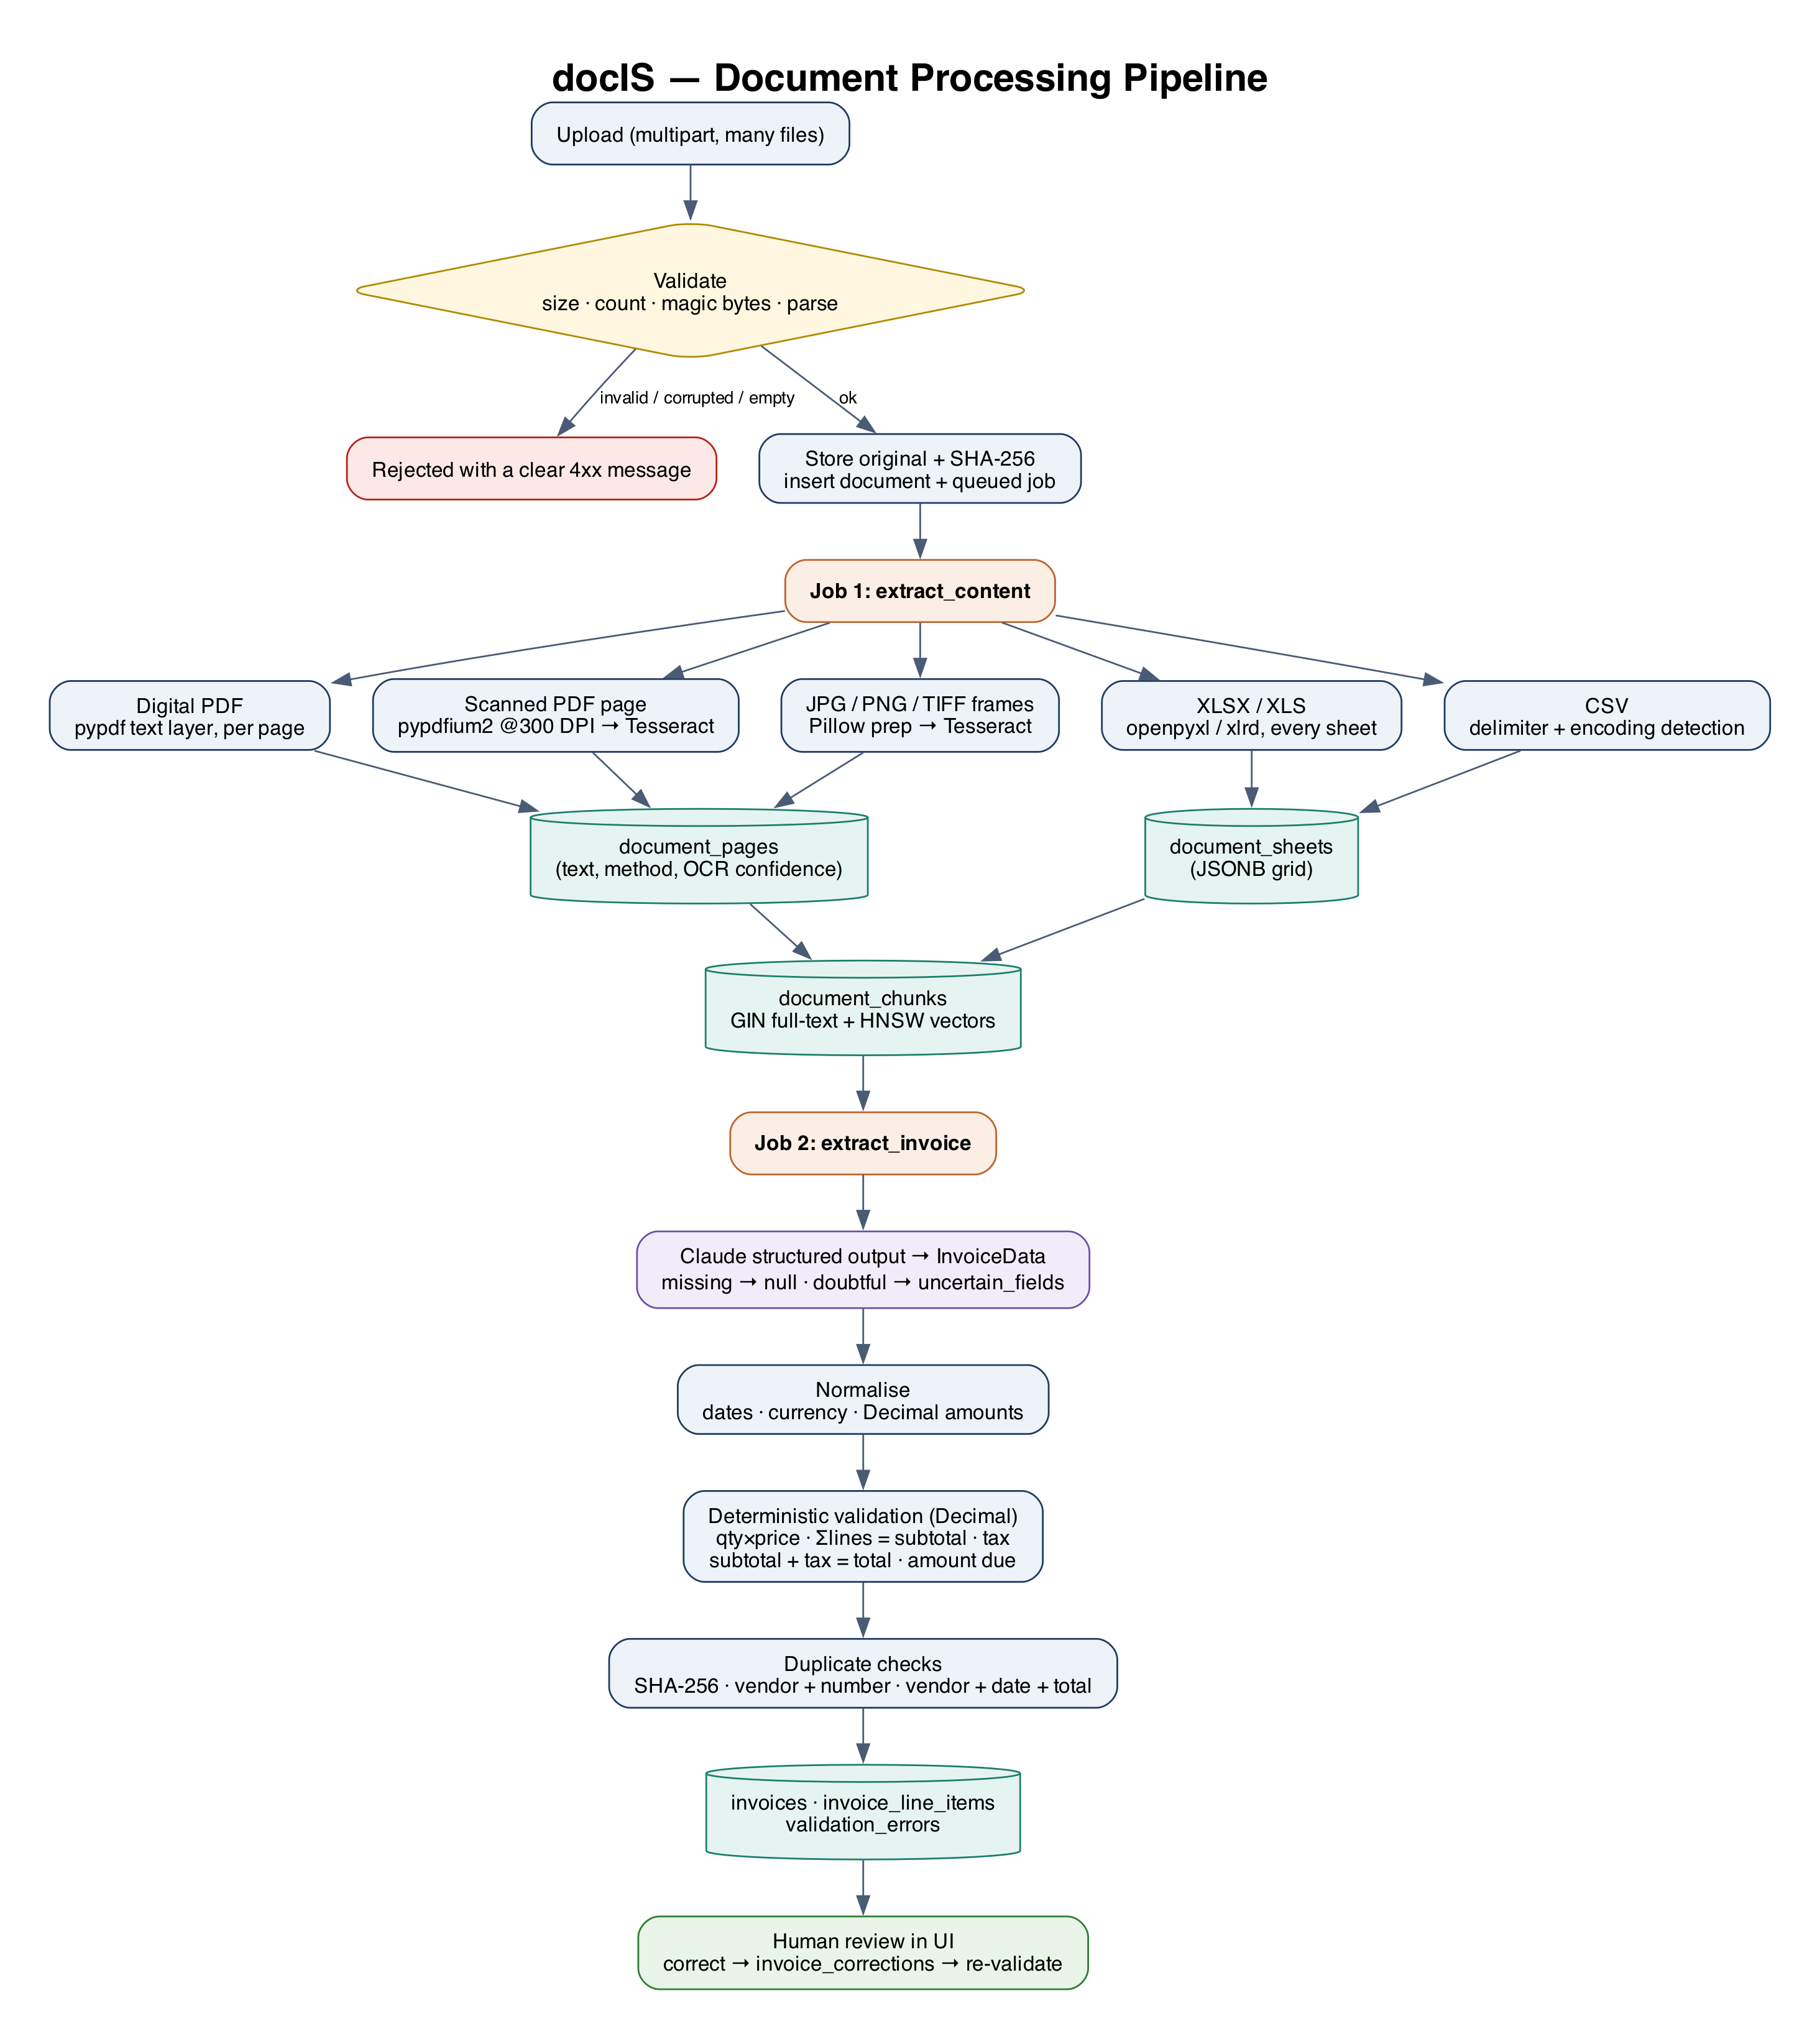 docIS — Document Processing Pipeline
Upload (multipart, many files)
Validate
size · count · magic bytes · parse
invalid / corrupted / empty
ok
Rejected with a clear 4xx message
Store original + SHA-256
insert document + queued job
Job 1: extract_content
Digital PDF
pypdf text layer, per page
Scanned PDF page
pypdfium2 @300 DPI → Tesseract
JPG / PNG / TIFF frames
Pillow prep → Tesseract
XLSX / XLS
openpyxl / xlrd, every sheet
CSV
delimiter + encoding detection
document_pages
(text, method, OCR confidence)
document_sheets
(JSONB grid)
document_chunks
GIN full-text + HNSW vectors
Job 2: extract_invoice
Claude structured output → InvoiceData
missing → null · doubtful → uncertain_fields
Normalise
dates · currency · Decimal amounts
Deterministic validation (Decimal)
qty×price · Σlines = subtotal · tax
subtotal + tax = total · amount due
Duplicate checks
SHA-256 · vendor + number · vendor + date + total
invoices · invoice_line_items
validation_errors
Human review in UI
correct → invoice_corrections → re-validate